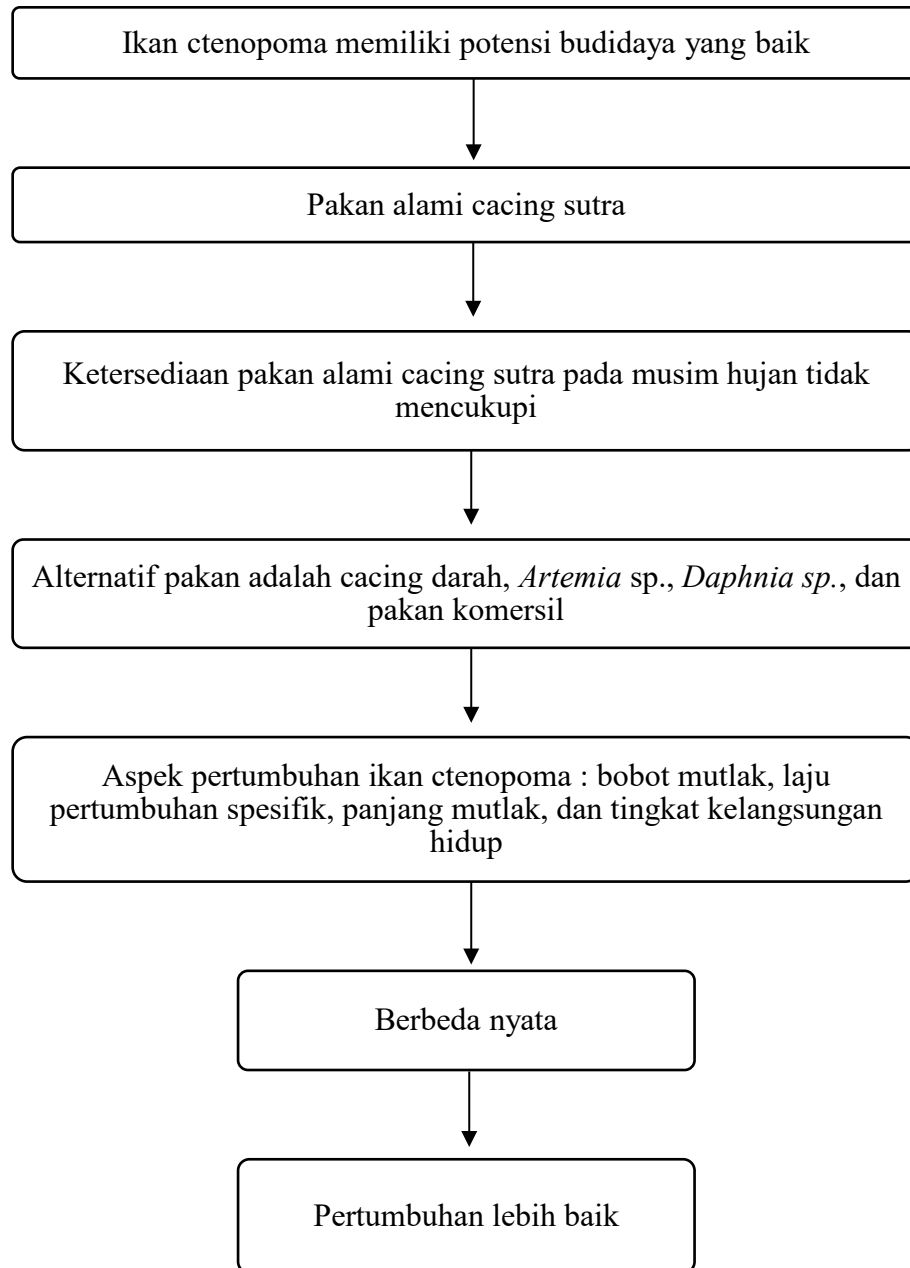 Ikan ctenopoma memiliki potensi budidaya yang baik
Pakan alami cacing sutra
Ketersediaan pakan alami cacing sutra pada musim hujan tidak
mencukupi
Alternatif pakan adalah cacing darah, Artemia sp., Daphnia sp., dan
pakan komersil
Aspek pertumbuhan ikan ctenopoma : bobot mutlak, laju
pertumbuhan spesifik, panjang mutlak, dan tingkat kelangsungan
hidup
Berbeda nyata
Pertumbuhan lebih baik